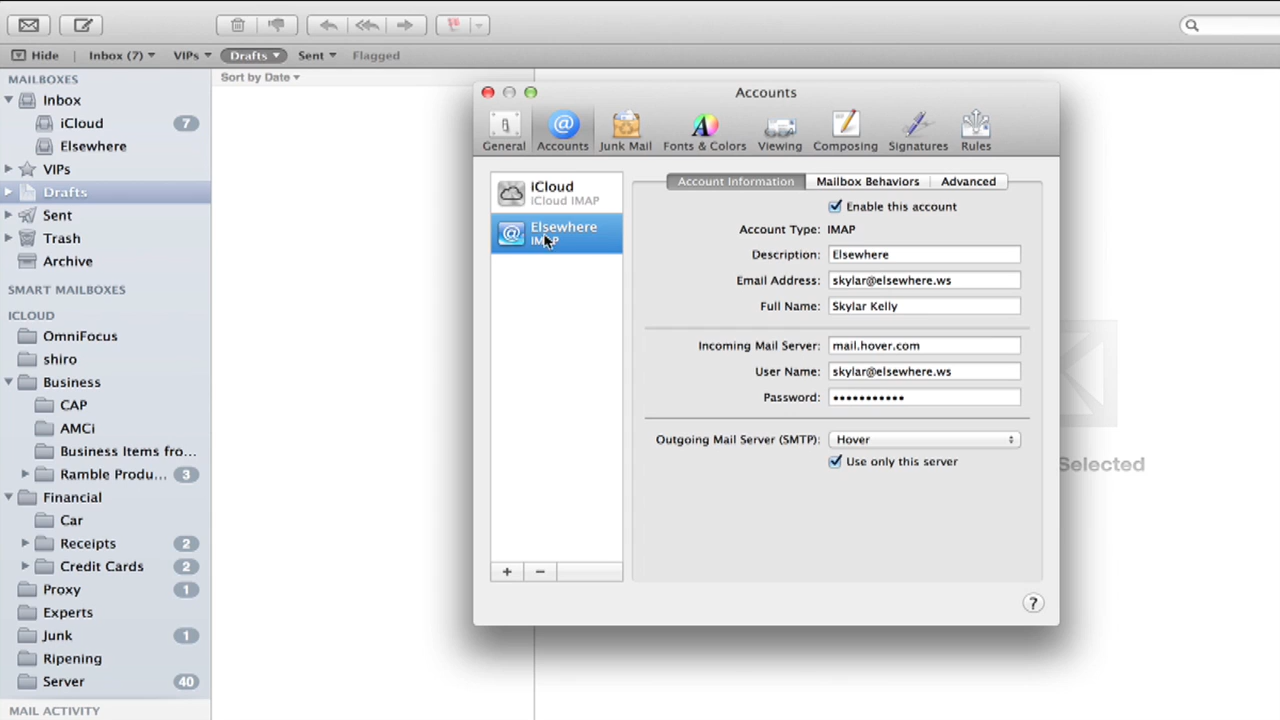 Hide
Inbox (7)
VIPs
Drafts
Sent
Flagged
MAILBOXES
Inbox
iCloud
7
Elsewhere
VIPs
Drafts
Sent
Trash
Archive
SMART MAILBOXES
ICLOUD
OmniFocus
shiro
Business
CAP
AMCi
Business Items fro...
Ramble Produ...
3
Financial
Car
Receipts
2
Credit Cards
2
Proxy
1
Experts
Junk
1
Ripening
Server
40
MAIL ACTIVITY
Sort by Date
Accounts
General
Accounts
Junk Mail
Fonts & Colors
Viewing
Composing
Signatures
Rules
iCloud
iCloud IMAP
Elsewhere
IMAP
Account Information
Mailbox Behaviors
Advanced
Enable this account
Account Type: IMAP
Description: Elsewhere
Email Address: skylar@elsewhere.ws
Full Name: Skylar Kelly
Incoming Mail Server: mail.hover.com
User Name: skylar@elsewhere.ws
Password: •••••••••••
Outgoing Mail Server (SMTP): Hover
Use only this server
+ −
?
Selected